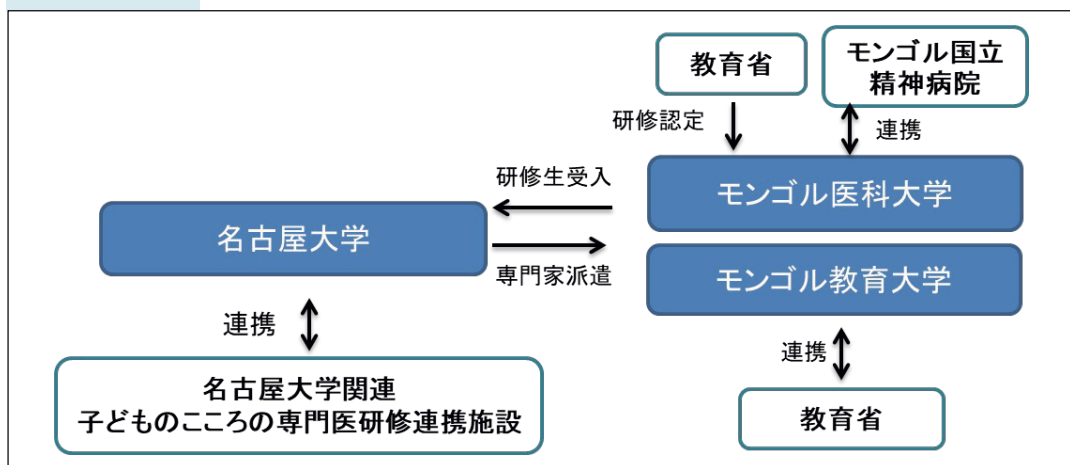 教育省
モンゴル国立
精神病院
研修認定
連携
研修生受入
モンゴル医科大学
名古屋大学
専門家派遣
モンゴル教育大学
連携
連携
名古屋大学関連
子どものこころの専門医研修連携施設
教育省